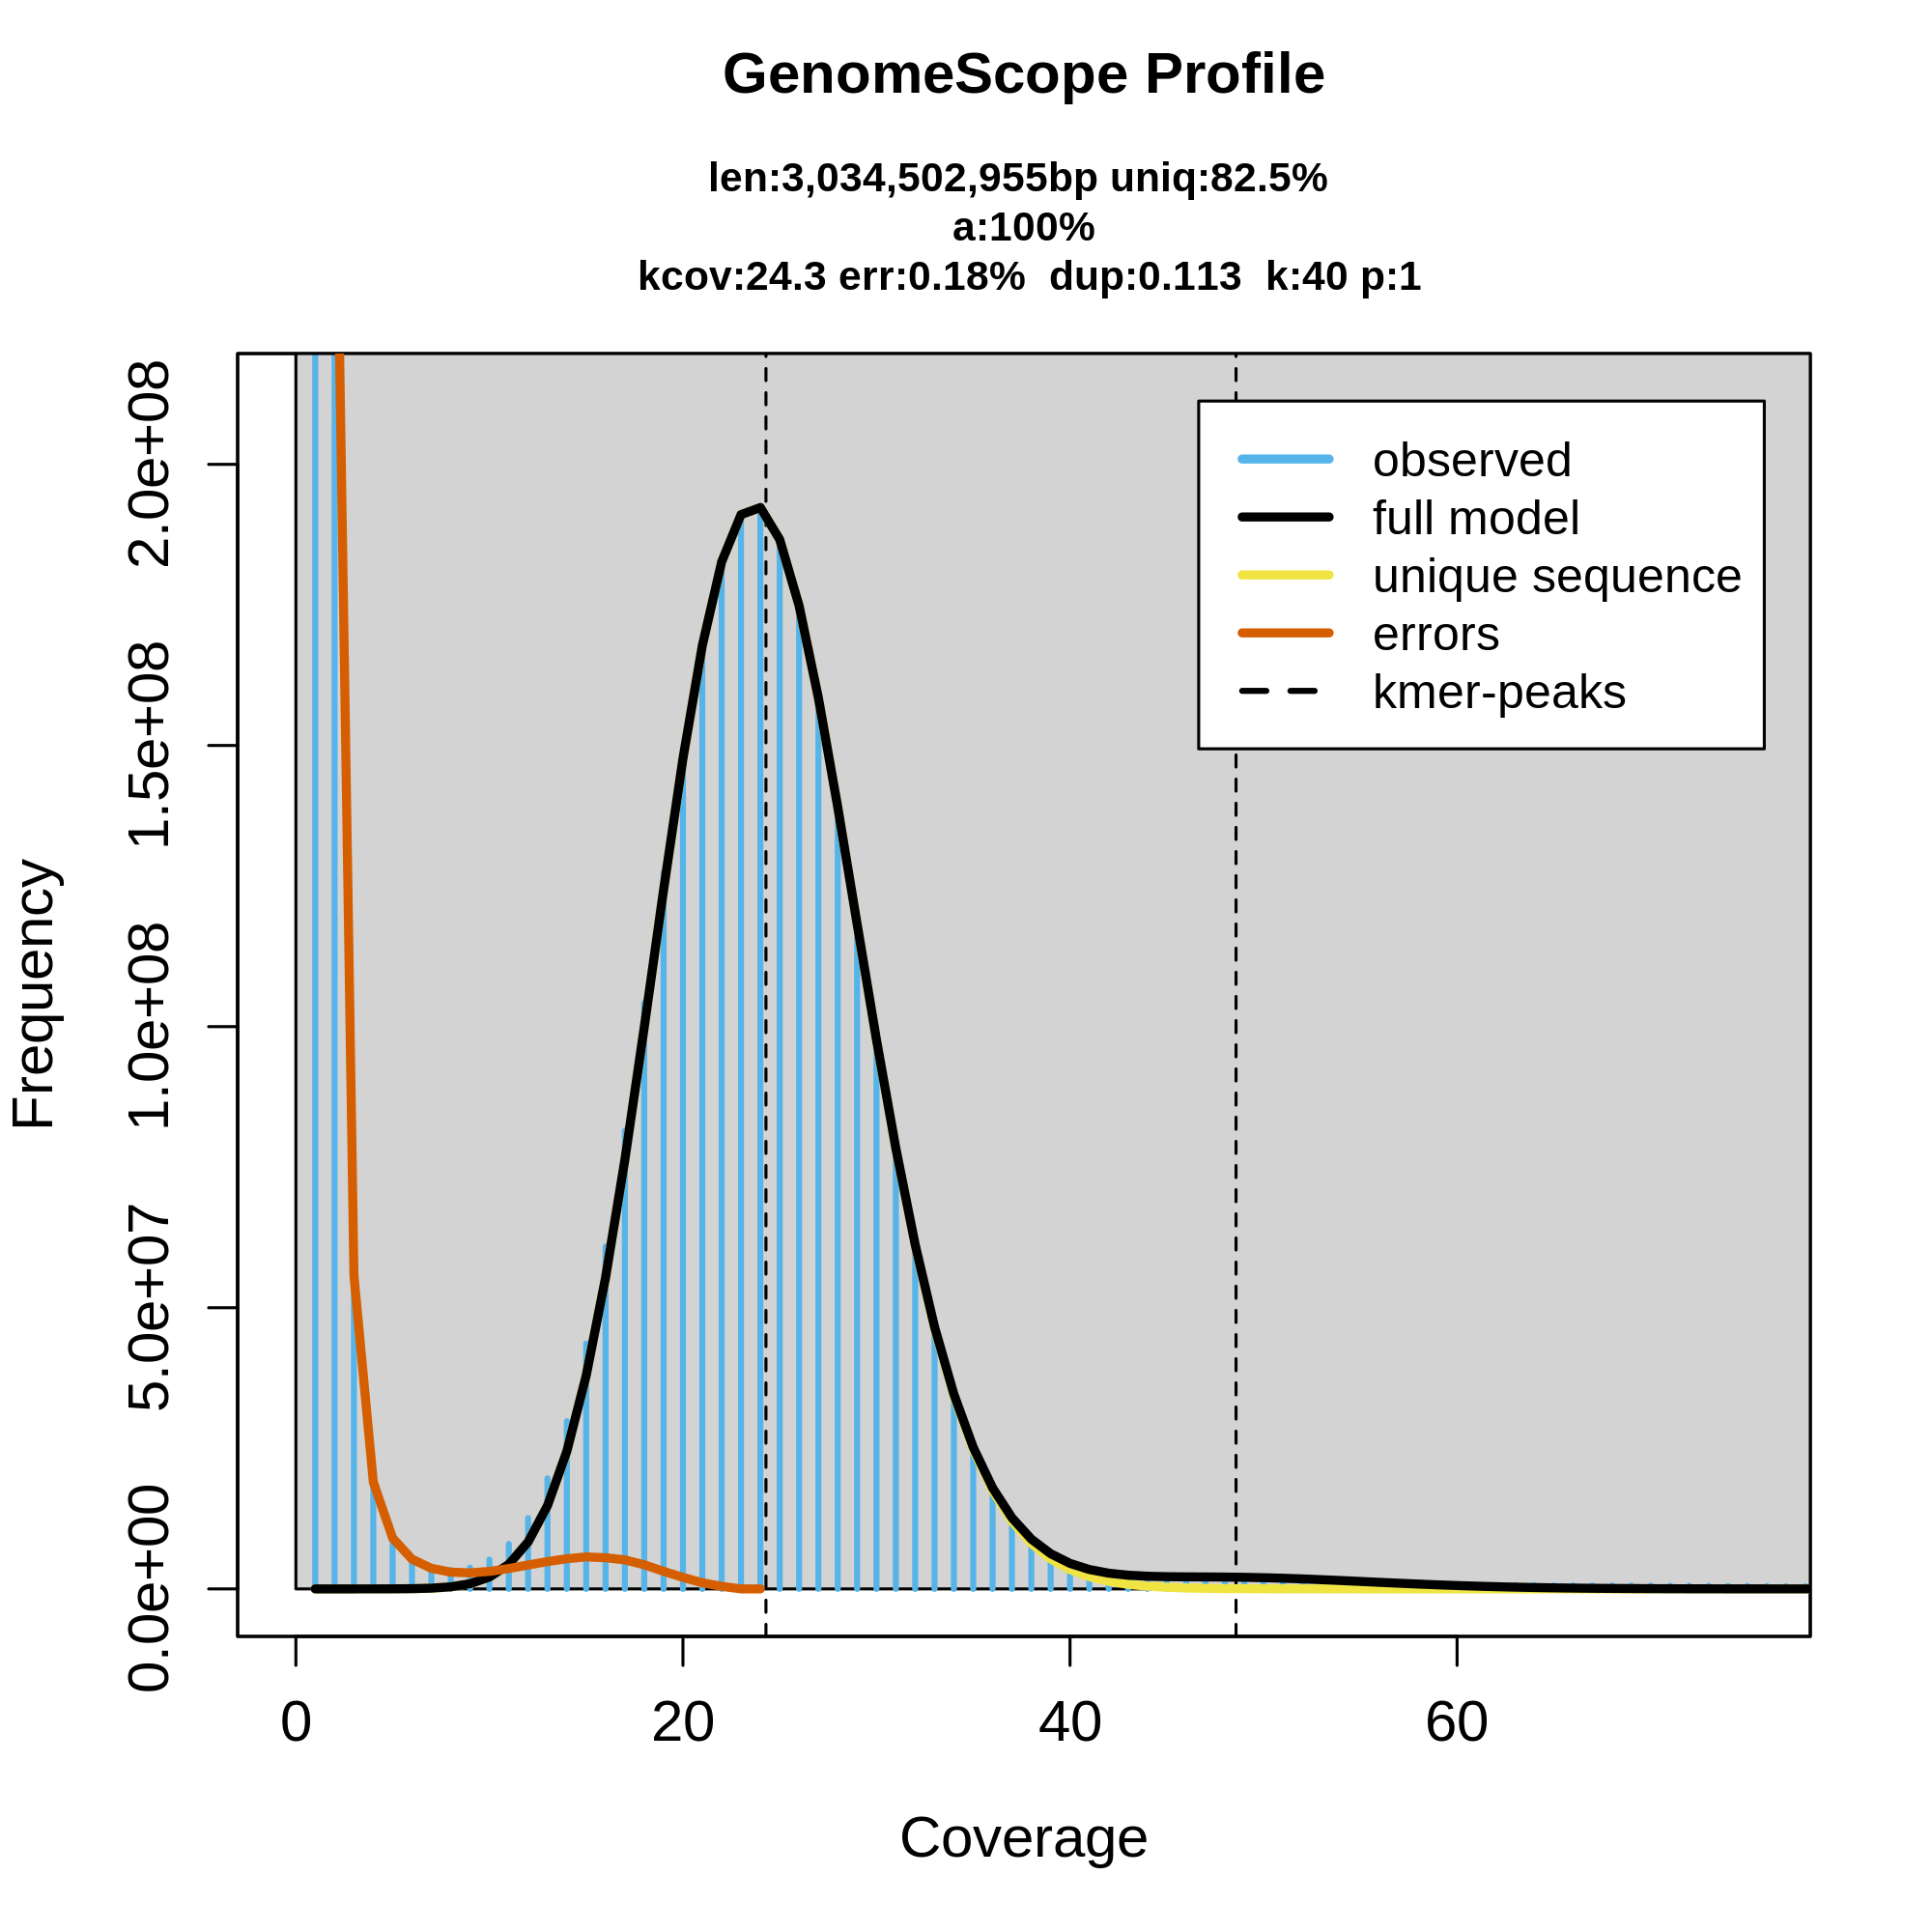 GenomeScope Profile
len:3,034,502,955bp uniq:82.5%
a:100%
kcov:24.3 err:0.18%  dup:0.113  k:40 p:1
observed
full model
unique sequence
errors
kmer-peaks
Frequency
2.0e+08
1.5e+08
1.0e+08
5.0e+07
0.0e+00
0 20 40 60
Coverage